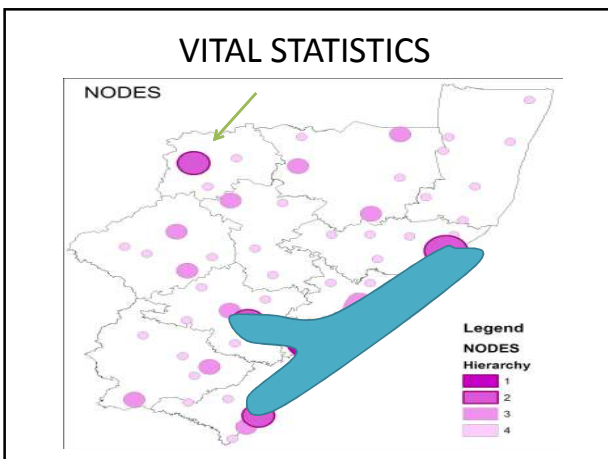 VITAL STATISTICS
NODES
Legend
NODES
Hierarchy
1
2
3
4